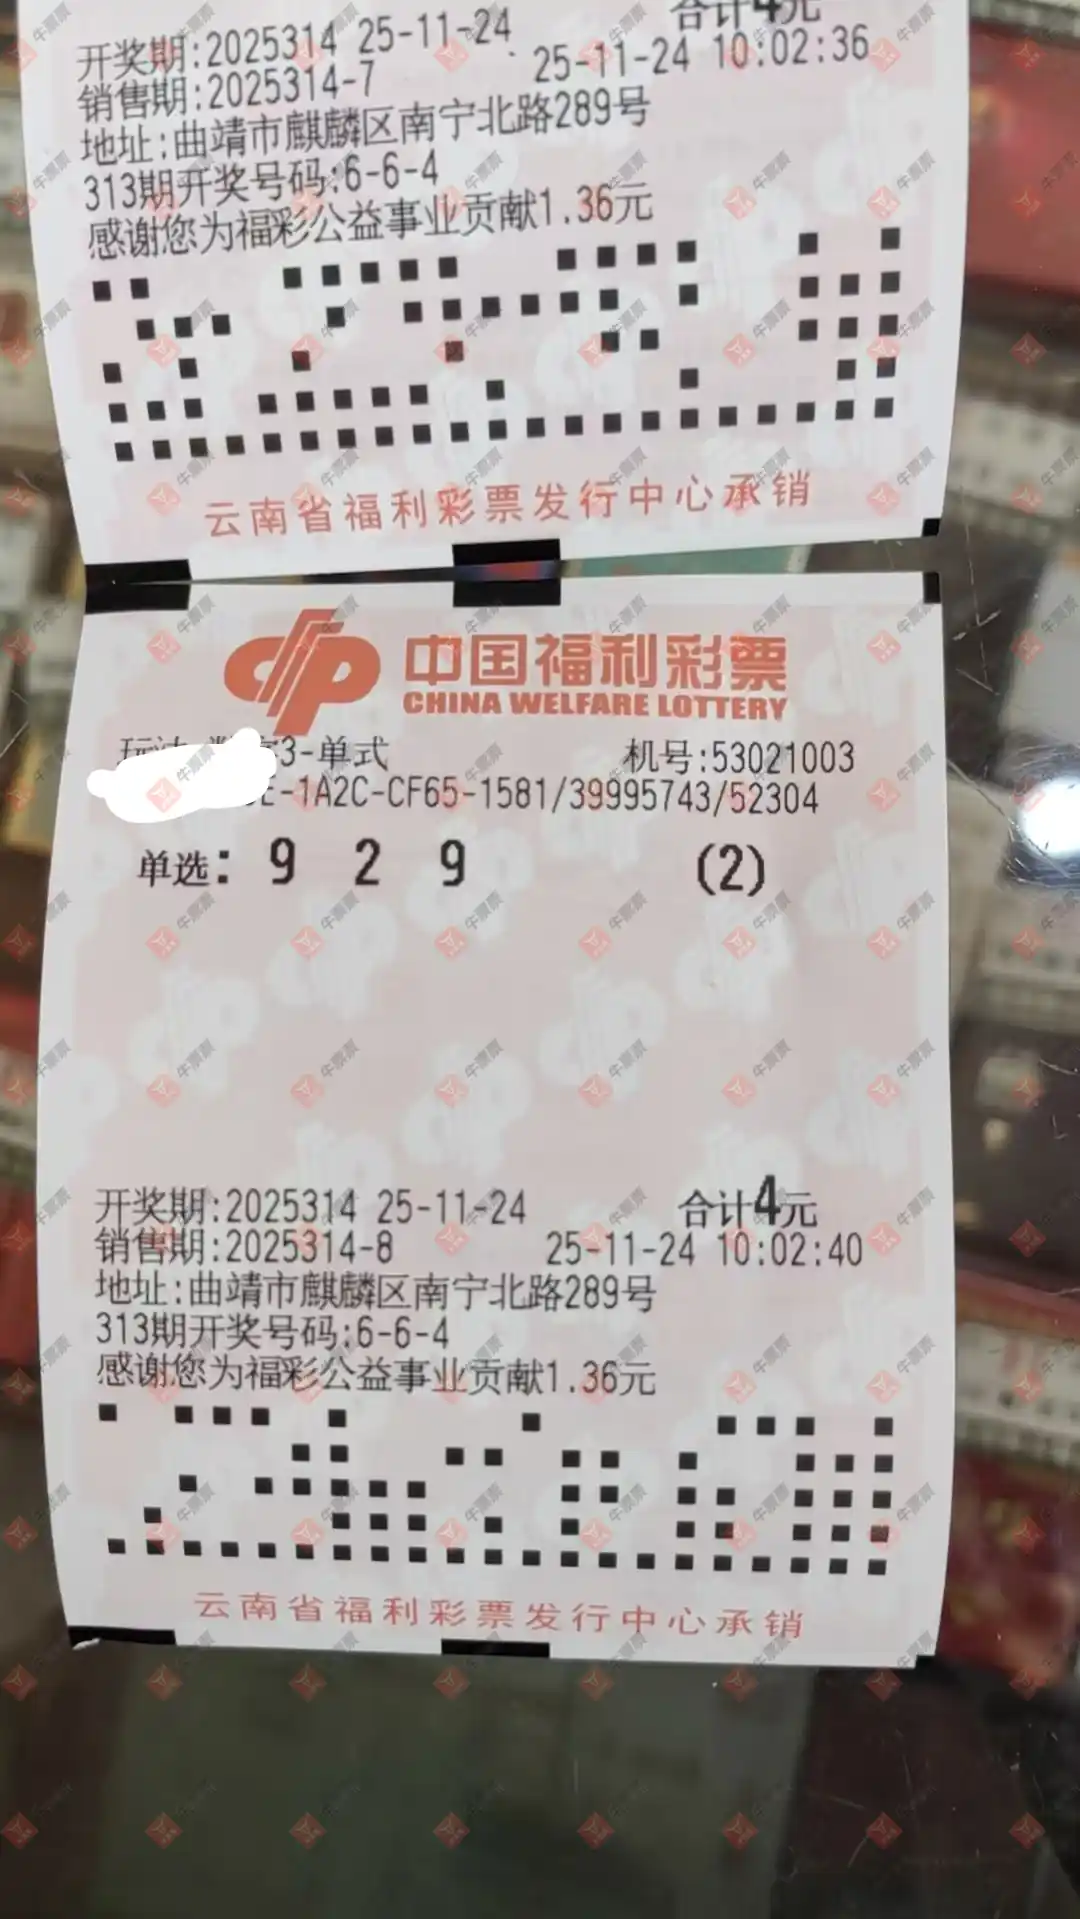 合计4元
开奖期:2025314 25-11-24
25-11-24 10:02:36
销售期:2025314-7
地址:曲靖市麒麟区南宁北路289号
313期开奖号码:6-6-4
感谢您为福彩公益事业贡献1.36元
云南省福利彩票发行中心承销
中国福利彩票
CHINA WELFARE LOTTERY
3-单式 机号:53021003
E-1A2C-CF65-1581/39995743/52304
单选: 9 2 9 (2)
开奖期:2025314 25-11-24 合计4元
销售期:2025314-8 25-11-24 10:02:40
地址:曲靖市麒麟区南宁北路289号
313期开奖号码:6-6-4
感谢您为福彩公益事业贡献1.36元
云南省福利彩票发行中心承销
牛票票